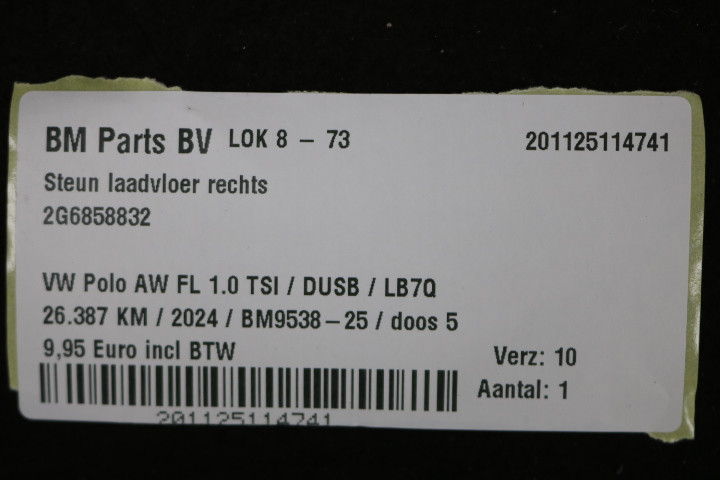 BM Parts BV LOK 8 – 73 201125114741
Steun laadvloer rechts
2G6858832
VW Polo AW FL 1.0 TSI / DUSB / LB7Q
26.387 KM / 2024 / BM9538–25 / doos 5
9,95 Euro incl BTW Verz: 10
Aantal: 1
201125114741